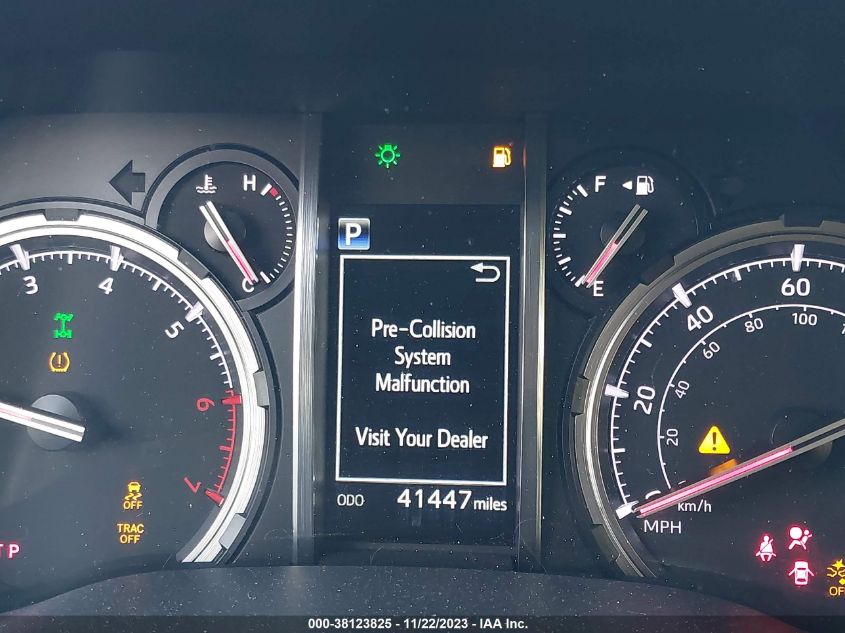 H
C
F
E
P
Pre-Collision
System
Malfunction
Visit Your Dealer
ODO 41447 miles
3
4
5
6
7
OFF
TRAC
OFF
T P
20
40
60
20
40
60
80
100
km/h
MPH
OFF
000-38123825 - 11/22/2023 - IAA Inc.